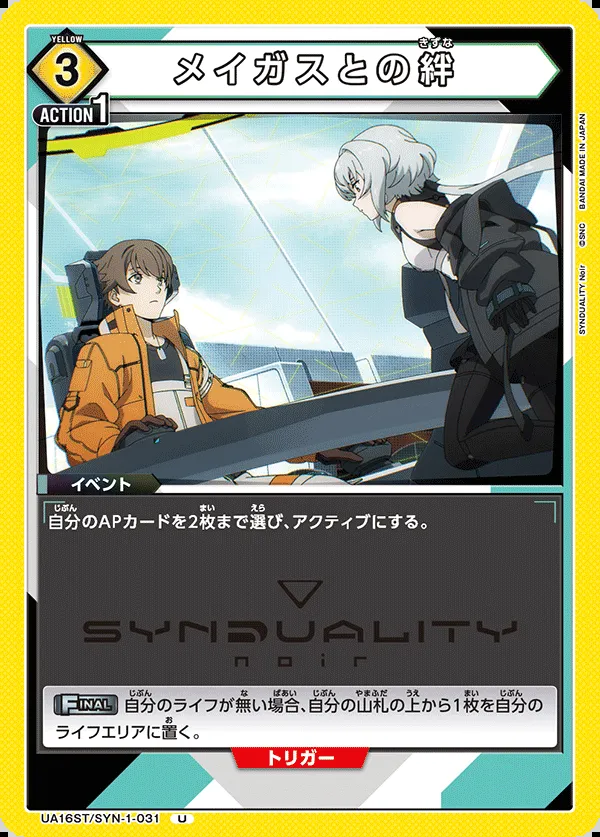 YELLOW
3
ACTION 1
きずな
メイガスとの絆
BANDAI MADE IN JAPAN
©SNC
SYNDUALITY Noir
イベント
じぶん まい えら
自分のAPカードを2枚まで選び、アクティブにする。
SYNDUALITY
noir
じぶん な ばあい じぶん やまふだ うえ まい じぶん
FINAL 自分のライフが無い場合、自分の山札の上から1枚を自分の
お
ライフエリアに置く。
トリガー
UA16ST/SYN-1-031 U